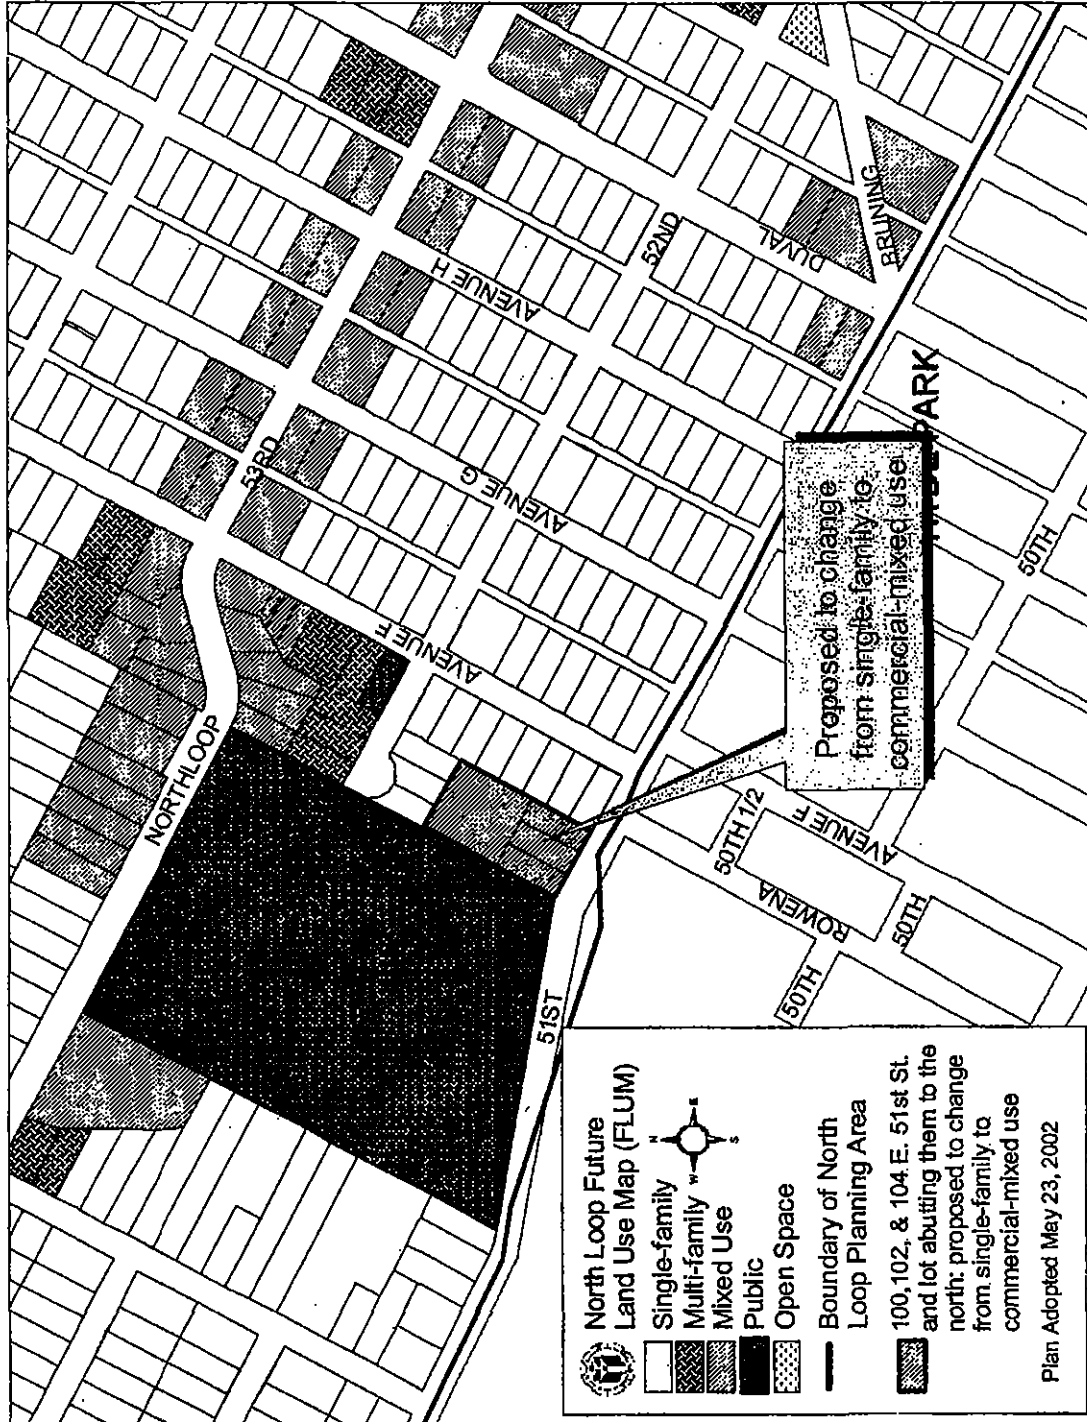 NORTHLOOP
53RD
AVENUE H
52ND
DUVAL
BRUNING
AVENUE G
AVENUE F
PARK
Proposed to change
from single-family to
commercial-mixed use
50TH
50TH 1/2
AVENUE F
ROWENA
50TH
50TH
51ST
North Loop Future
Land Use Map (FLUM)
N
W
E
S
Single-family
Multi-family
Mixed Use
Public
Open Space
Boundary of North
Loop Planning Area
100, 102, & 104 E. 51st St.
and lot abutting them to the
north: proposed to change
from single-family to
commercial-mixed use
Plan Adopted May 23, 2002